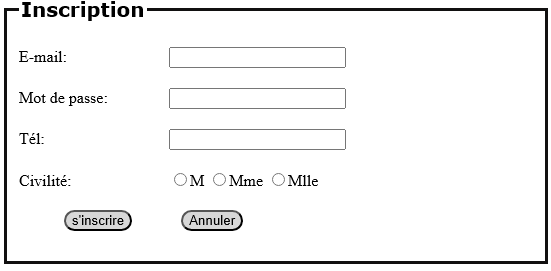 Inscription
E-mail:
Mot de passe:
Tél:
Civilité: M Mme Mlle
s'inscrire Annuler